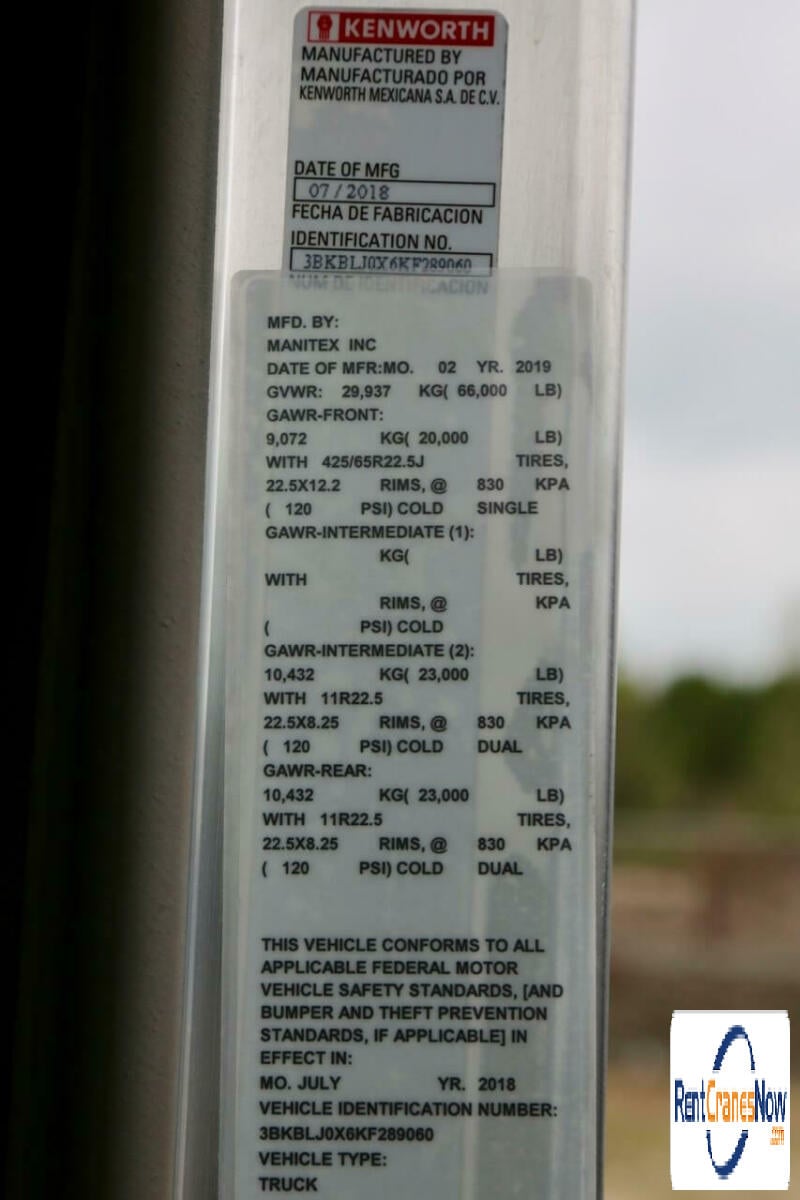 KENWORTH
MANUFACTURED BY
MANUFACTURADO POR
KENWORTH MEXICANA S.A. DE C.V.
DATE OF MFG
07 / 2018
FECHA DE FABRICACION
IDENTIFICATION NO.
3BKBLJ0X6KF289060
NUM DE IDENTIFICACION
MFD. BY:
MANITEX INC
DATE OF MFR:MO. 02 YR. 2019
GVWR: 29,937 KG( 66,000 LB)
GAWR-FRONT:
9,072 KG( 20,000 LB)
WITH 425/65R22.5J TIRES,
22.5X12.2 RIMS, @ 830 KPA
( 120 PSI) COLD SINGLE
GAWR-INTERMEDIATE (1):
KG( LB)
WITH TIRES,
RIMS, @ KPA
( PSI) COLD
GAWR-INTERMEDIATE (2):
10,432 KG( 23,000 LB)
WITH 11R22.5 TIRES,
22.5X8.25 RIMS, @ 830 KPA
( 120 PSI) COLD DUAL
GAWR-REAR:
10,432 KG( 23,000 LB)
WITH 11R22.5 TIRES,
22.5X8.25 RIMS, @ 830 KPA
( 120 PSI) COLD DUAL
THIS VEHICLE CONFORMS TO ALL
APPLICABLE FEDERAL MOTOR
VEHICLE SAFETY STANDARDS, [AND
BUMPER AND THEFT PREVENTION
STANDARDS, IF APPLICABLE] IN
EFFECT IN:
MO. JULY YR. 2018
VEHICLE IDENTIFICATION NUMBER:
3BKBLJ0X6KF289060
VEHICLE TYPE:
TRUCK
RentCranesNow
.com